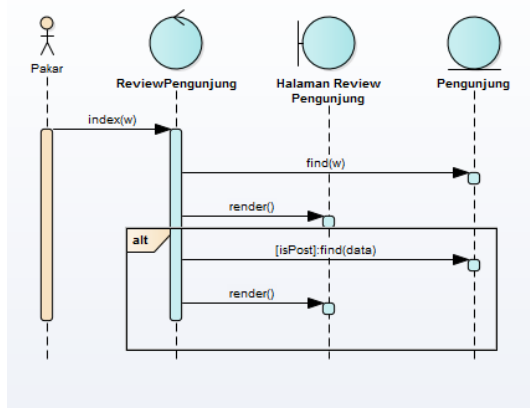 Pakar
ReviewPengunjung
Halaman Review
Pengunjung
Pengunjung
index(w)
find(w)
render()
alt
[isPost]:find(data)
render()